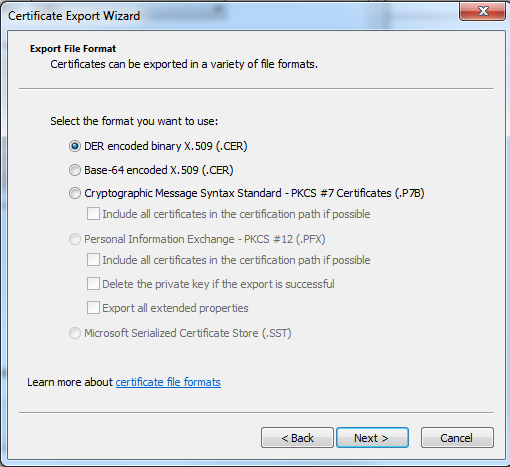 Certificate Export Wizard
Export File Format
Certificates can be exported in a variety of file formats.
Select the format you want to use:
DER encoded binary X.509 (.CER)
Base-64 encoded X.509 (.CER)
Cryptographic Message Syntax Standard - PKCS #7 Certificates (.P7B)
Include all certificates in the certification path if possible
Personal Information Exchange - PKCS #12 (.PFX)
Include all certificates in the certification path if possible
Delete the private key if the export is successful
Export all extended properties
Microsoft Serialized Certificate Store (.SST)
Learn more about certificate file formats
< Back Next > Cancel